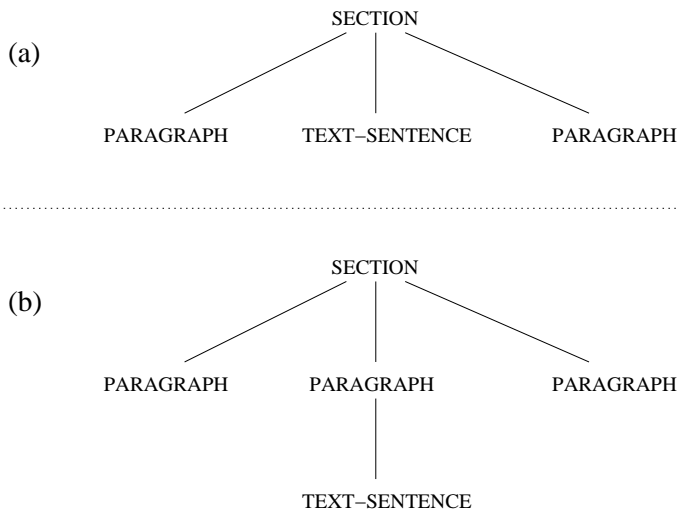 SECTION
(a)
PARAGRAPH TEXT–SENTENCE PARAGRAPH
SECTION
(b)
PARAGRAPH PARAGRAPH PARAGRAPH
TEXT–SENTENCE